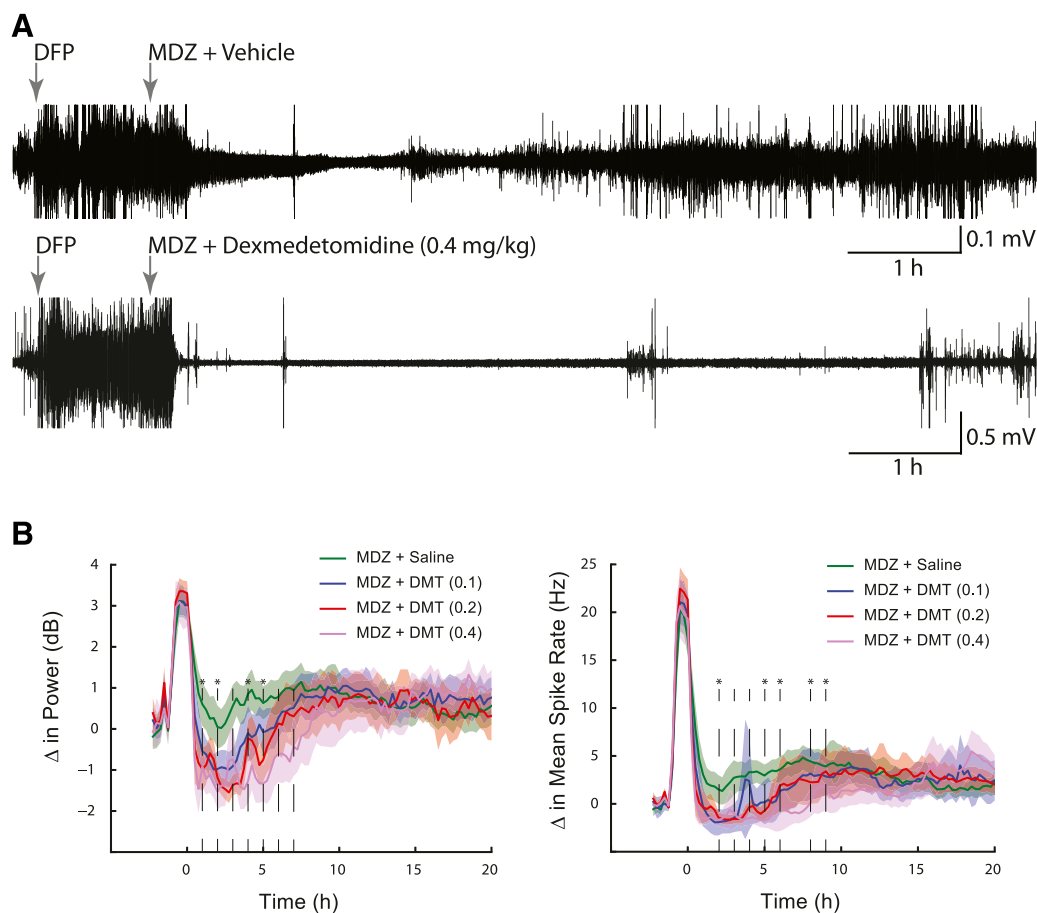 A
DFP
MDZ + Vehicle
0.1 mV
1 h
DFP
MDZ + Dexmedetomidine (0.4 mg/kg)
0.5 mV
1 h
B
Δ in Power (dB)
4
3
2
1
0
−1
−2
MDZ + Saline
MDZ + DMT (0.1)
MDZ + DMT (0.2)
MDZ + DMT (0.4)
* * * *
0 5 10 15 20
Time (h)
Δ in Mean Spike Rate (Hz)
25
20
15
10
5
0
MDZ + Saline
MDZ + DMT (0.1)
MDZ + DMT (0.2)
MDZ + DMT (0.4)
* * * * *
0 5 10 15 20
Time (h)